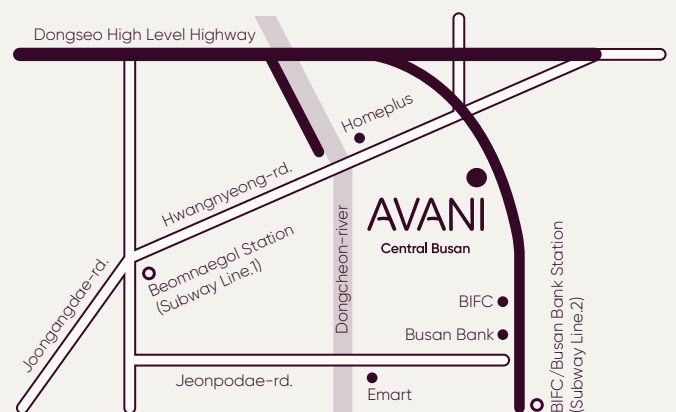 Dongseo High Level Highway
Homeplus
Hwangnyeong-rd.
AVANI
Central Busan
Beomnaegol Station
(Subway Line.1)
Dongcheon-river
Joongangdae-rd.
BIFC
Busan Bank
BIFC/Busan Bank Station
(Subway Line.2)
Jeonpodae-rd.
Emart